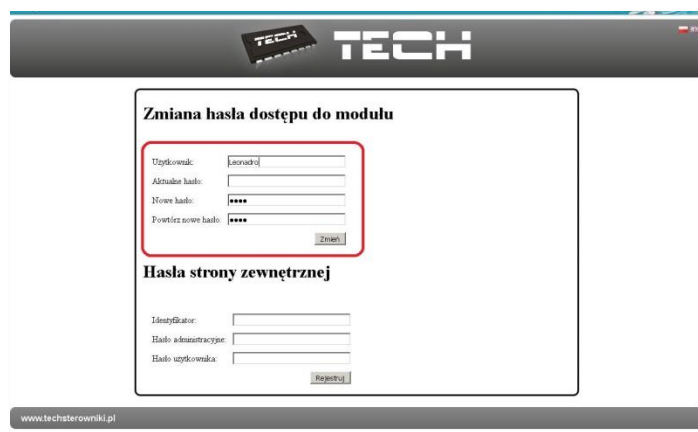 TECH
TECH
Zmiana hasła dostępu do modułu
Użytkownik:
Leonadro
Aktualne hasło:
Nowe hasło: ••••
Powtórz nowe hasło: ••••
Zmień
Hasła strony zewnętrznej
Identyfikator:
Hasło administracyjne:
Hasło użytkownika:
Rejestruj
www.techsterowniki.pl